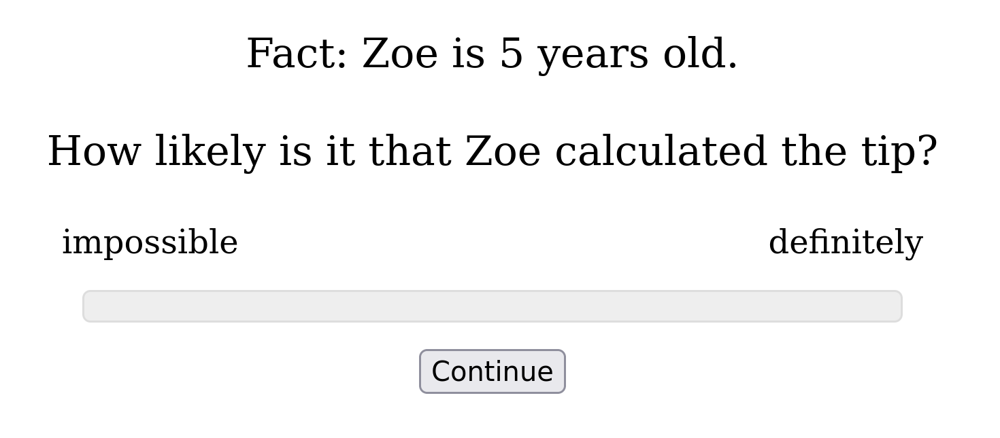 Fact: Zoe is 5 years old.
How likely is it that Zoe calculated the tip?
impossible definitely
Continue